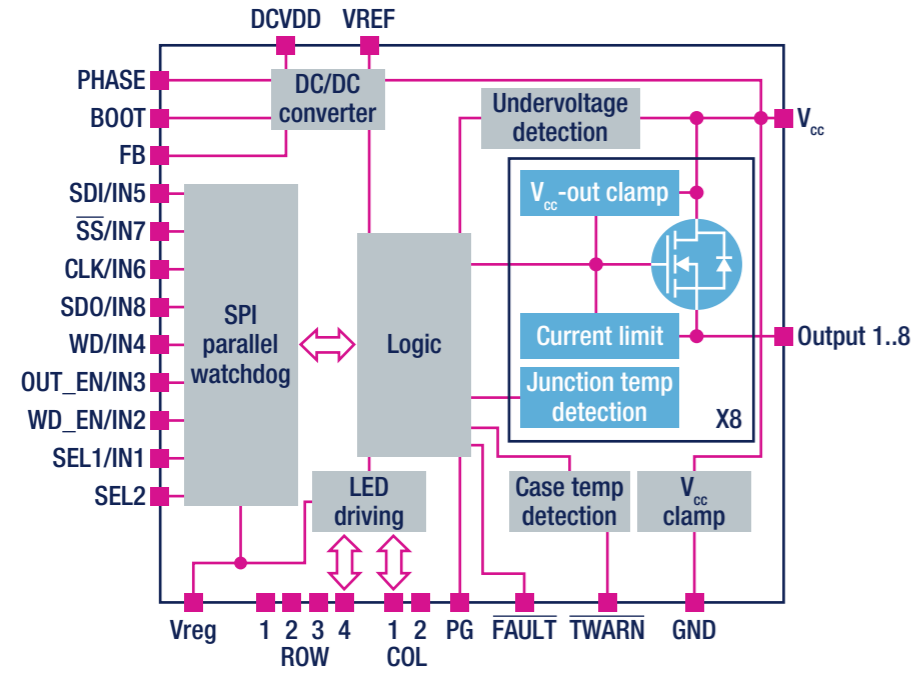 DCVDD VREF
PHASE
BOOT
FB
SDI/IN5
S̅S̅/IN7
CLK/IN6
SDO/IN8
WD/IN4
OUT_EN/IN3
WD_EN/IN2
SEL1/IN1
SEL2
DC/DC
converter
Undervoltage
detection
Vcc
Vcc-out clamp
SPI
parallel
watchdog
Logic
Current limit
Output 1..8
Junction temp
detection
X8
LED
driving
Case temp
detection
Vcc
clamp
Vreg
1 2 3 4
ROW
1 2
COL
PG
F̅A̅U̅L̅T̅
T̅W̅A̅R̅N̅
GND